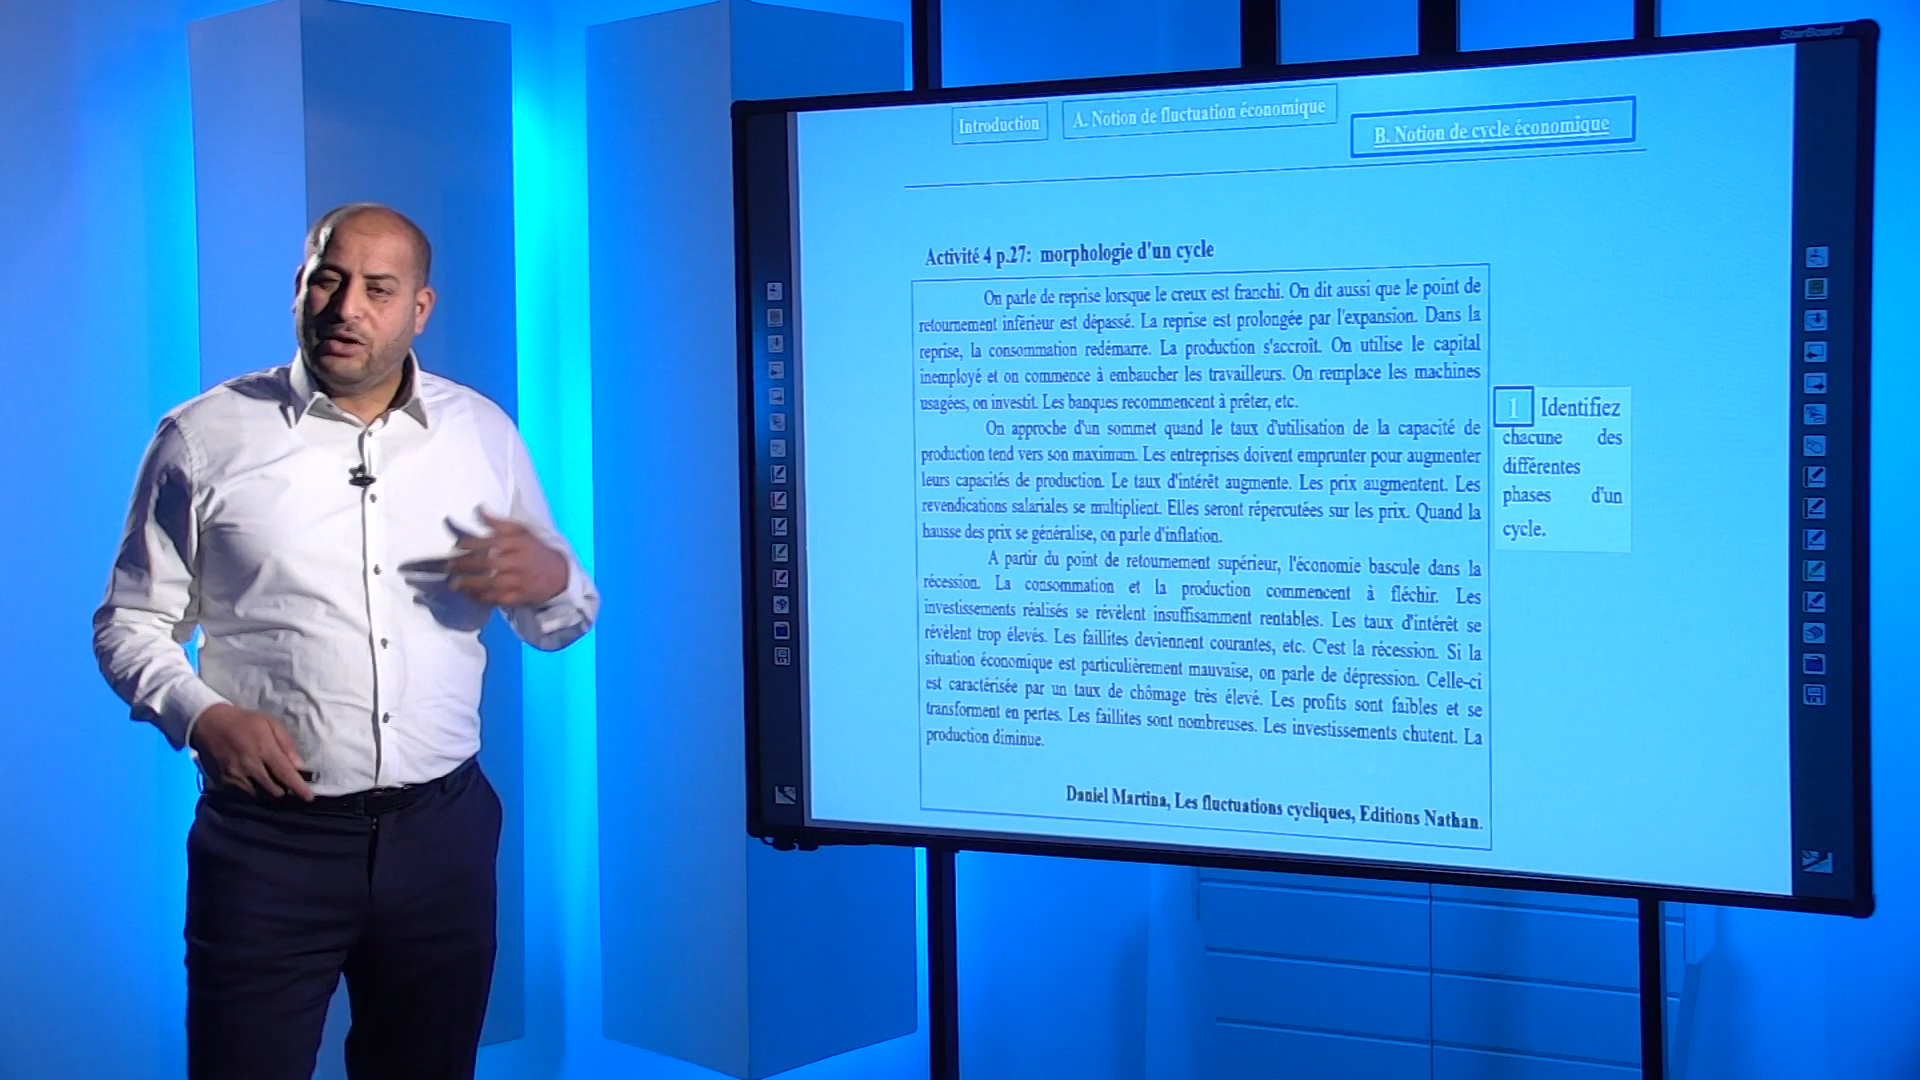 StarBoard
Introduction
A. Notion de fluctuation économique
B. Notion de cycle économique
Activité 4 p.27: morphologie d'un cycle
On parle de reprise lorsque le creux est franchi. On dit aussi que le point de
retournement inférieur est dépassé. La reprise est prolongée par l'expansion. Dans la
reprise, la consommation redémarre. La production s'accroît. On utilise le capital
inemployé et on commence à embaucher les travailleurs. On remplace les machines
usagées, on investit. Les banques recommencent à prêter, etc.
On approche d'un sommet quand le taux d'utilisation de la capacité de
production tend vers son maximum. Les entreprises doivent emprunter pour augmenter
leurs capacités de production. Le taux d'intérêt augmente. Les prix augmentent. Les
revendications salariales se multiplient. Elles seront répercutées sur les prix. Quand la
hausse des prix se généralise, on parle d'inflation.
A partir du point de retournement supérieur, l'économie bascule dans la
récession. La consommation et la production commencent à fléchir. Les
investissements réalisés se révèlent insuffisamment rentables. Les taux d'intérêt se
révèlent trop élevés. Les faillites deviennent courantes, etc. C'est la récession. Si la
situation économique est particulièrement mauvaise, on parle de dépression. Celle-ci
est caractérisée par un taux de chômage très élevé. Les profits sont faibles et se
transforment en pertes. Les faillites sont nombreuses. Les investissements chutent. La
production diminue.
Daniel Martina, Les fluctuations cycliques, Editions Nathan.
1 Identifiez
chacune des
différentes
phases d'un
cycle.